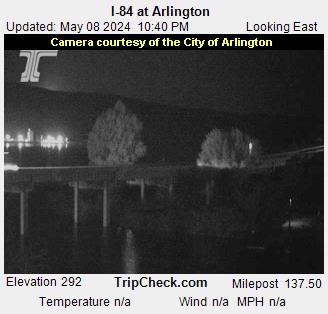 I-84 at Arlington
Updated: May 08 2024 10:40 PM Looking East
Camera courtesy of the City of Arlington
Elevation 292 TripCheck.com Milepost 137.50
Temperature n/a Wind n/a MPH n/a